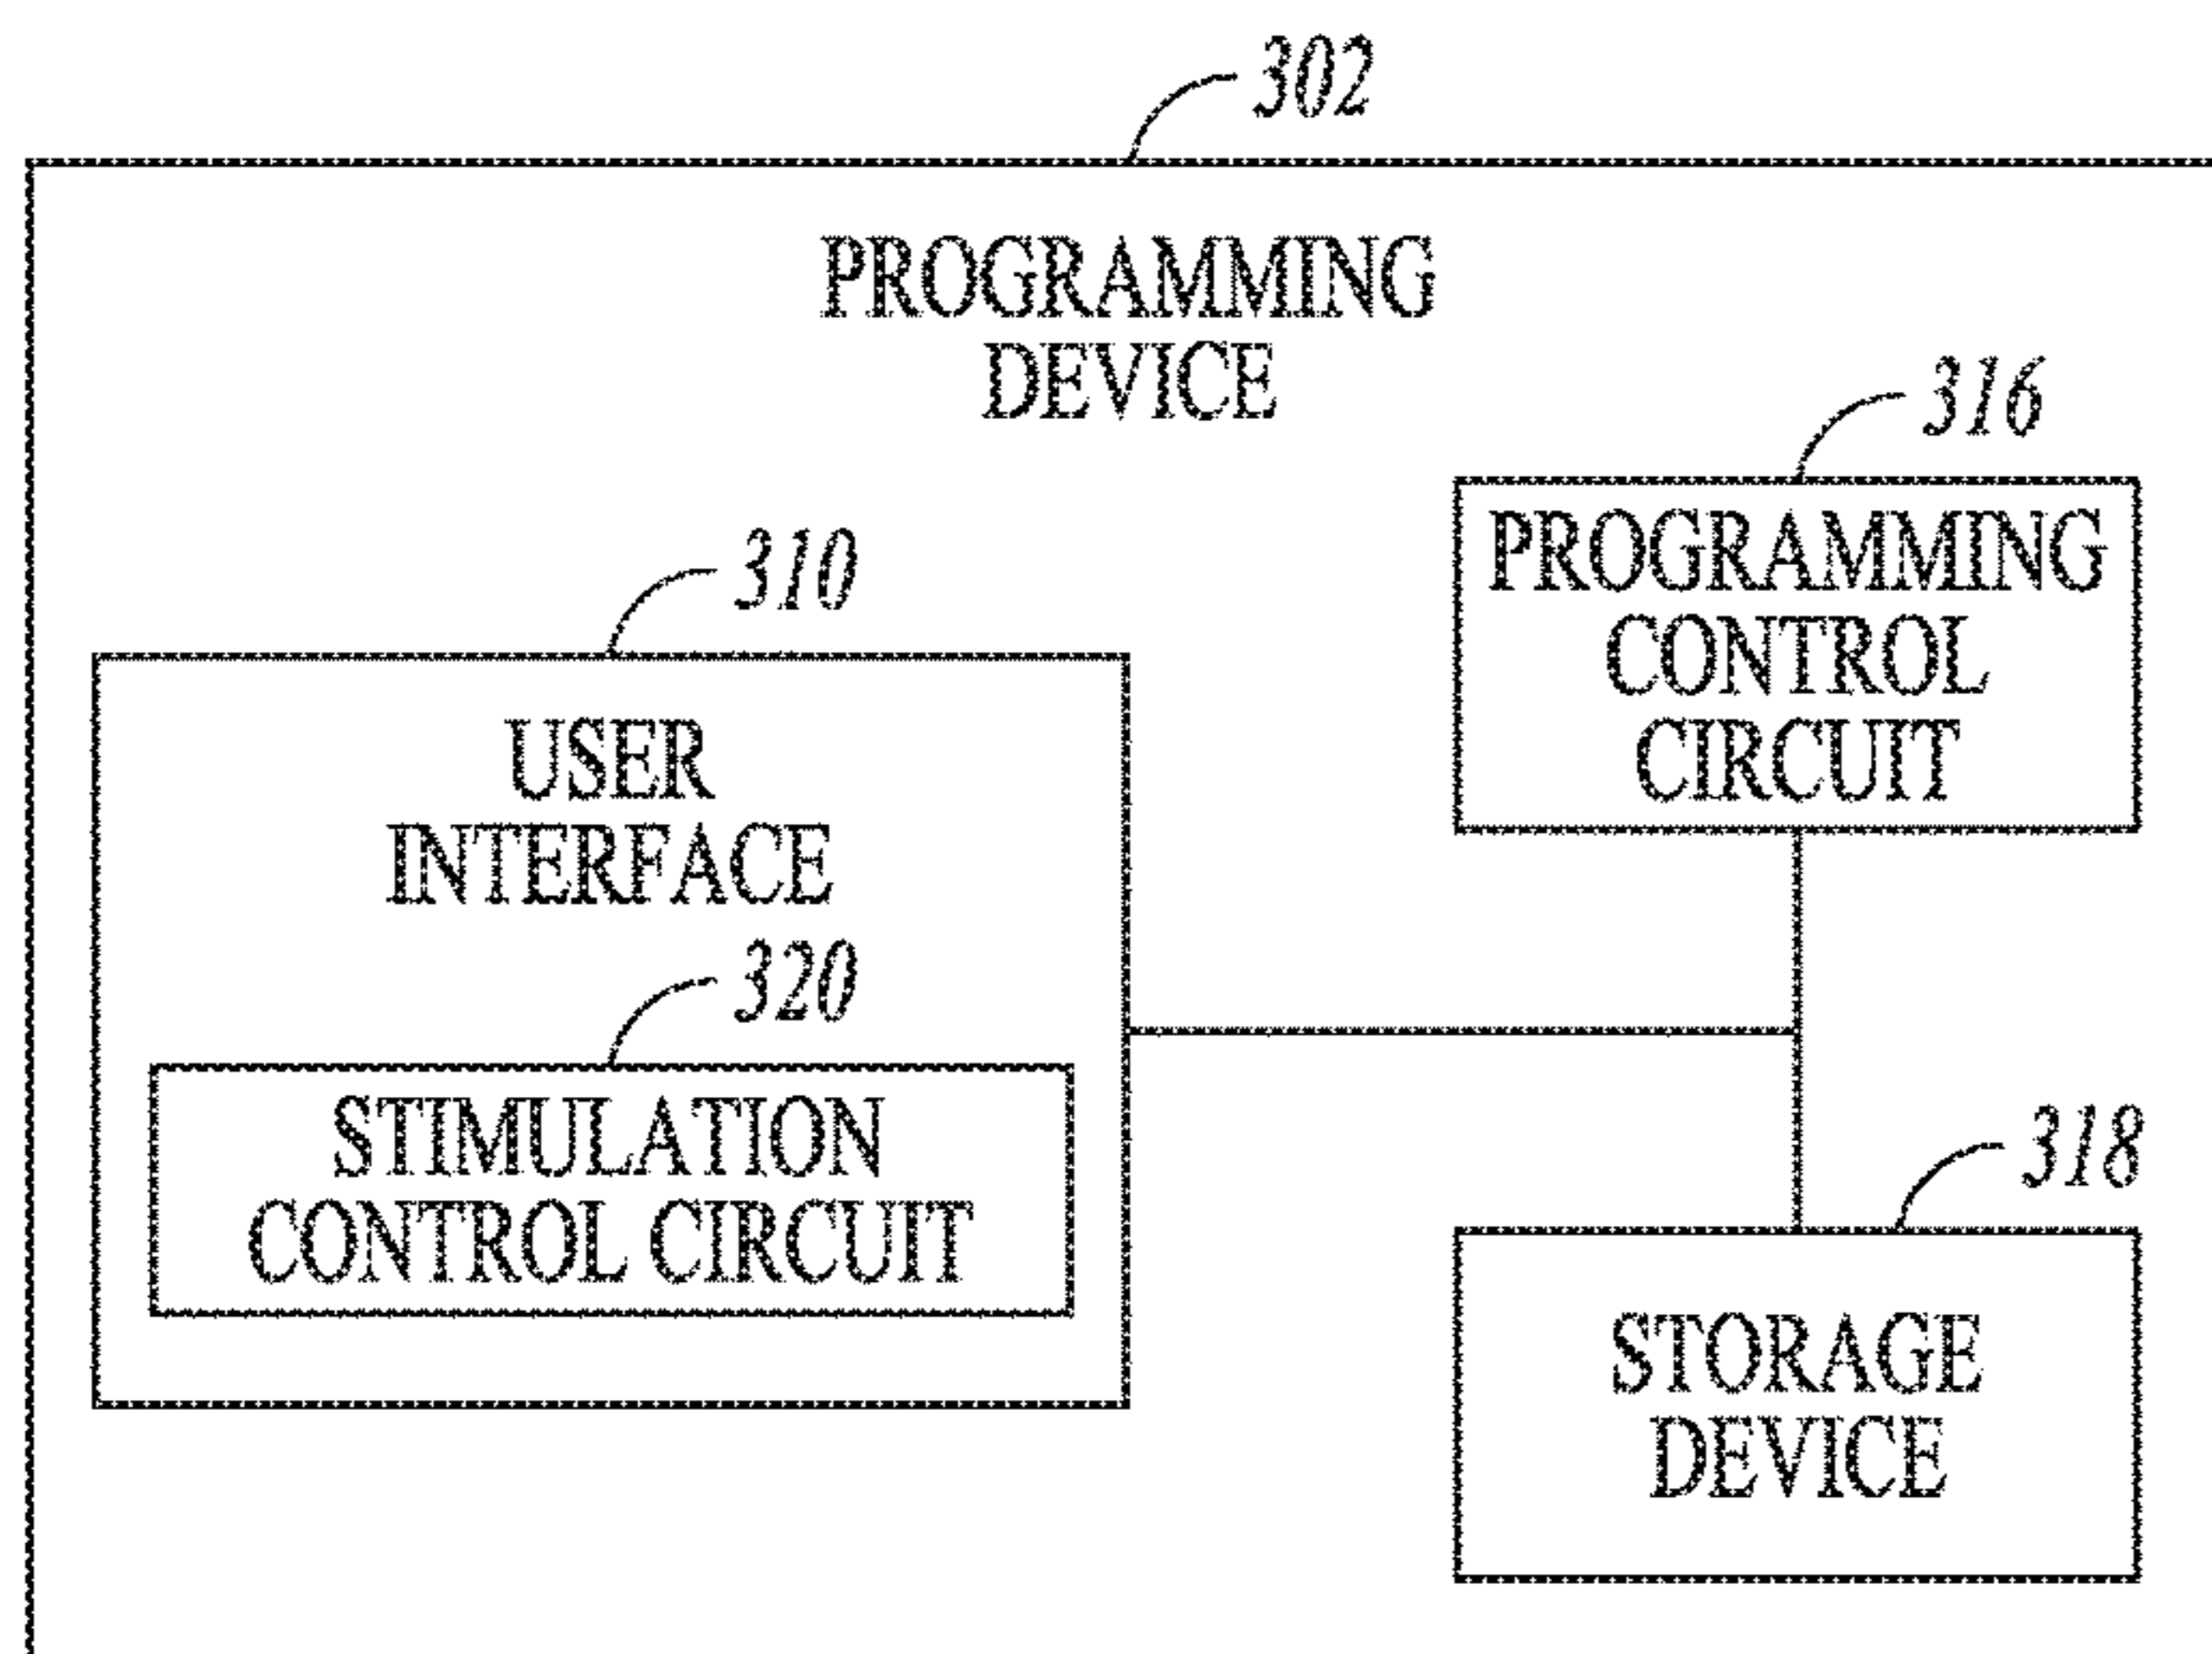 302
PROGRAMMING
DEVICE
316
PROGRAMMING
CONTROL
CIRCUIT
310
USER
INTERFACE
320
STIMULATION
CONTROL CIRCUIT
318
STORAGE
DEVICE